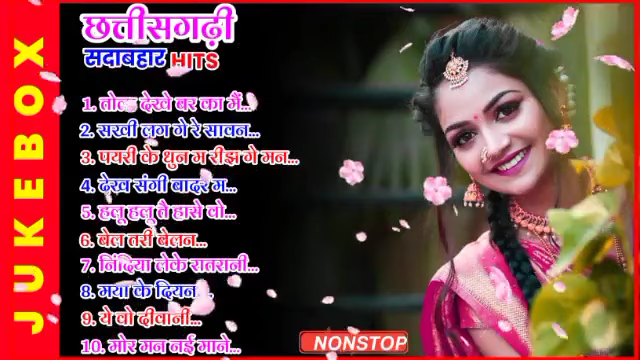 JUKEBOX
छत्तीसगढ़ी
सदाबहार HITS
1. तोला देखे बर का मैं...
2. सखी लग गे रे सावन...
3. पयरी के धुन म रीझ गे मन...
4. देख संगी बादर म...
5. हलू हलू तै हासे वो...
6. बेल तरी बेलन...
7. निंदिया लेके रातरानी...
8. मया के दियन...
9. ये वो दीवानी...
10. मोर मन नई माने...
NONSTOP